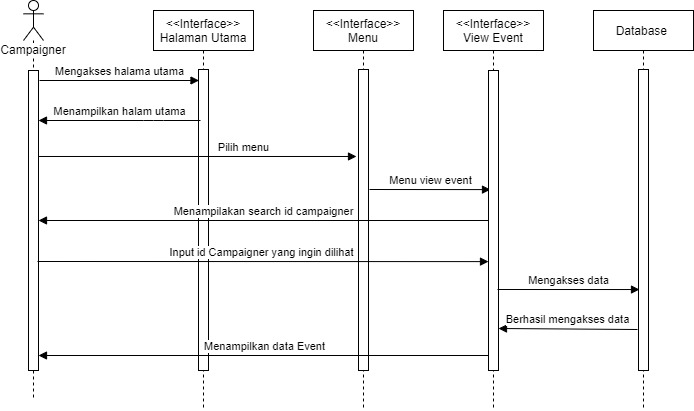 <<Interface>>
Halaman Utama
<<Interface>>
Menu
<<Interface>>
View Event
Database
Campaigner
Mengakses halama utama
Menampilkan halam utama
Pilih menu
Menu view event
Menampilakan search id campaigner
Input id Campaigner yang ingin dilihat
Mengakses data
Berhasil mengakses data
Menampilkan data Event